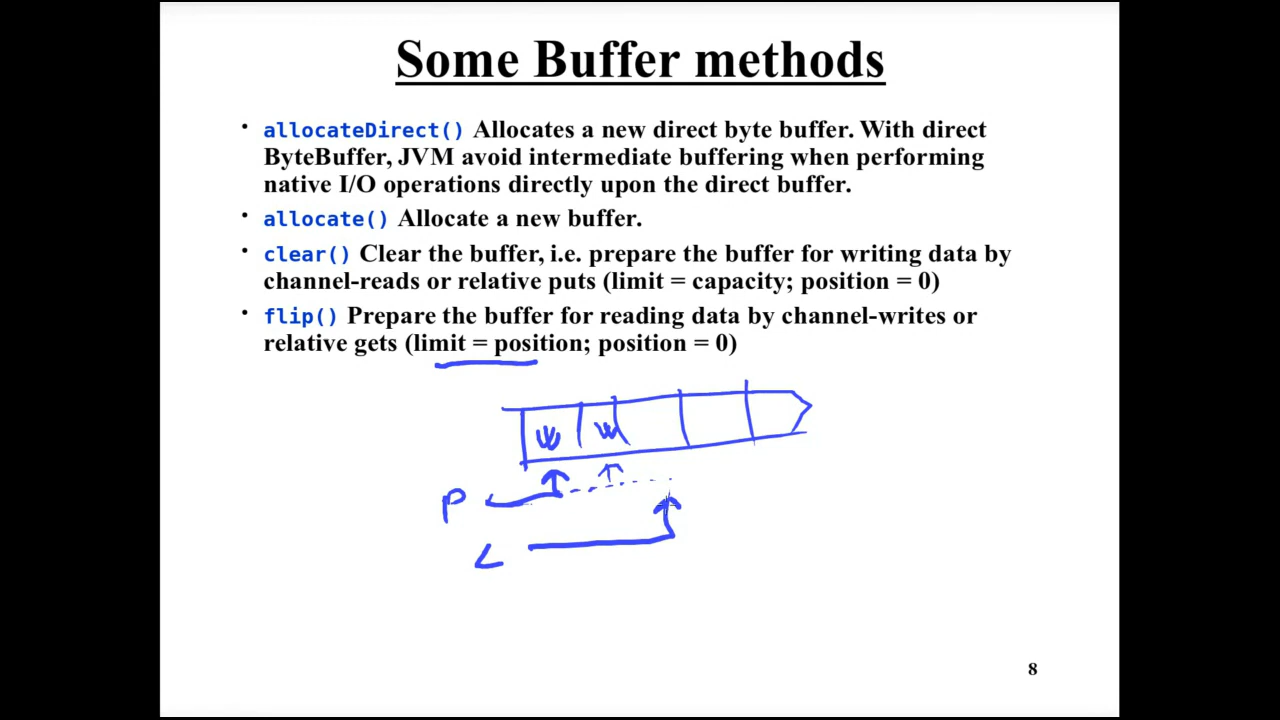 Some Buffer methods
• allocateDirect() Allocates a new direct byte buffer. With direct
ByteBuffer, JVM avoid intermediate buffering when performing
native I/O operations directly upon the direct buffer.
• allocate() Allocate a new buffer.
• clear() Clear the buffer, i.e. prepare the buffer for writing data by
channel-reads or relative puts (limit = capacity; position = 0)
• flip() Prepare the buffer for reading data by channel-writes or
relative gets (limit = position; position = 0)
W W
P
L
8